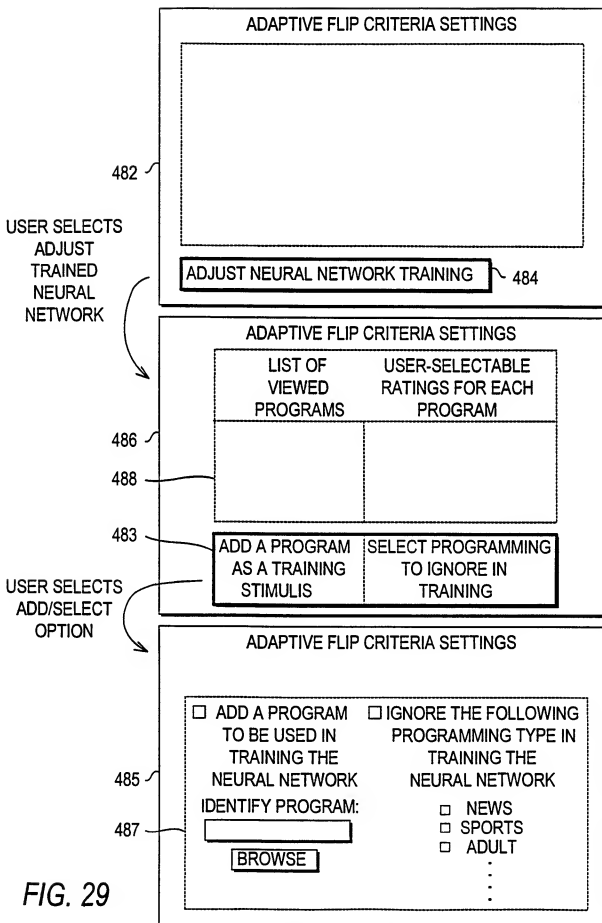 ADAPTIVE FLIP CRITERIA SETTINGS
482
USER SELECTS
ADJUST
TRAINED
NEURAL
NETWORK
ADJUST NEURAL NETWORK TRAINING
484
ADAPTIVE FLIP CRITERIA SETTINGS
LIST OF
VIEWED
PROGRAMS
USER-SELECTABLE
RATINGS FOR EACH
PROGRAM
486
488
483
ADD A PROGRAM
AS A TRAINING
STIMULIS
SELECT PROGRAMMING
TO IGNORE IN
TRAINING
USER SELECTS
ADD/SELECT
OPTION
ADAPTIVE FLIP CRITERIA SETTINGS
ADD A PROGRAM
TO BE USED IN
TRAINING THE
NEURAL NETWORK
IGNORE THE FOLLOWING
PROGRAMMING TYPE IN
TRAINING THE
NEURAL NETWORK
485
IDENTIFY PROGRAM:
487
BROWSE
NEWS
SPORTS
ADULT
FIG. 29